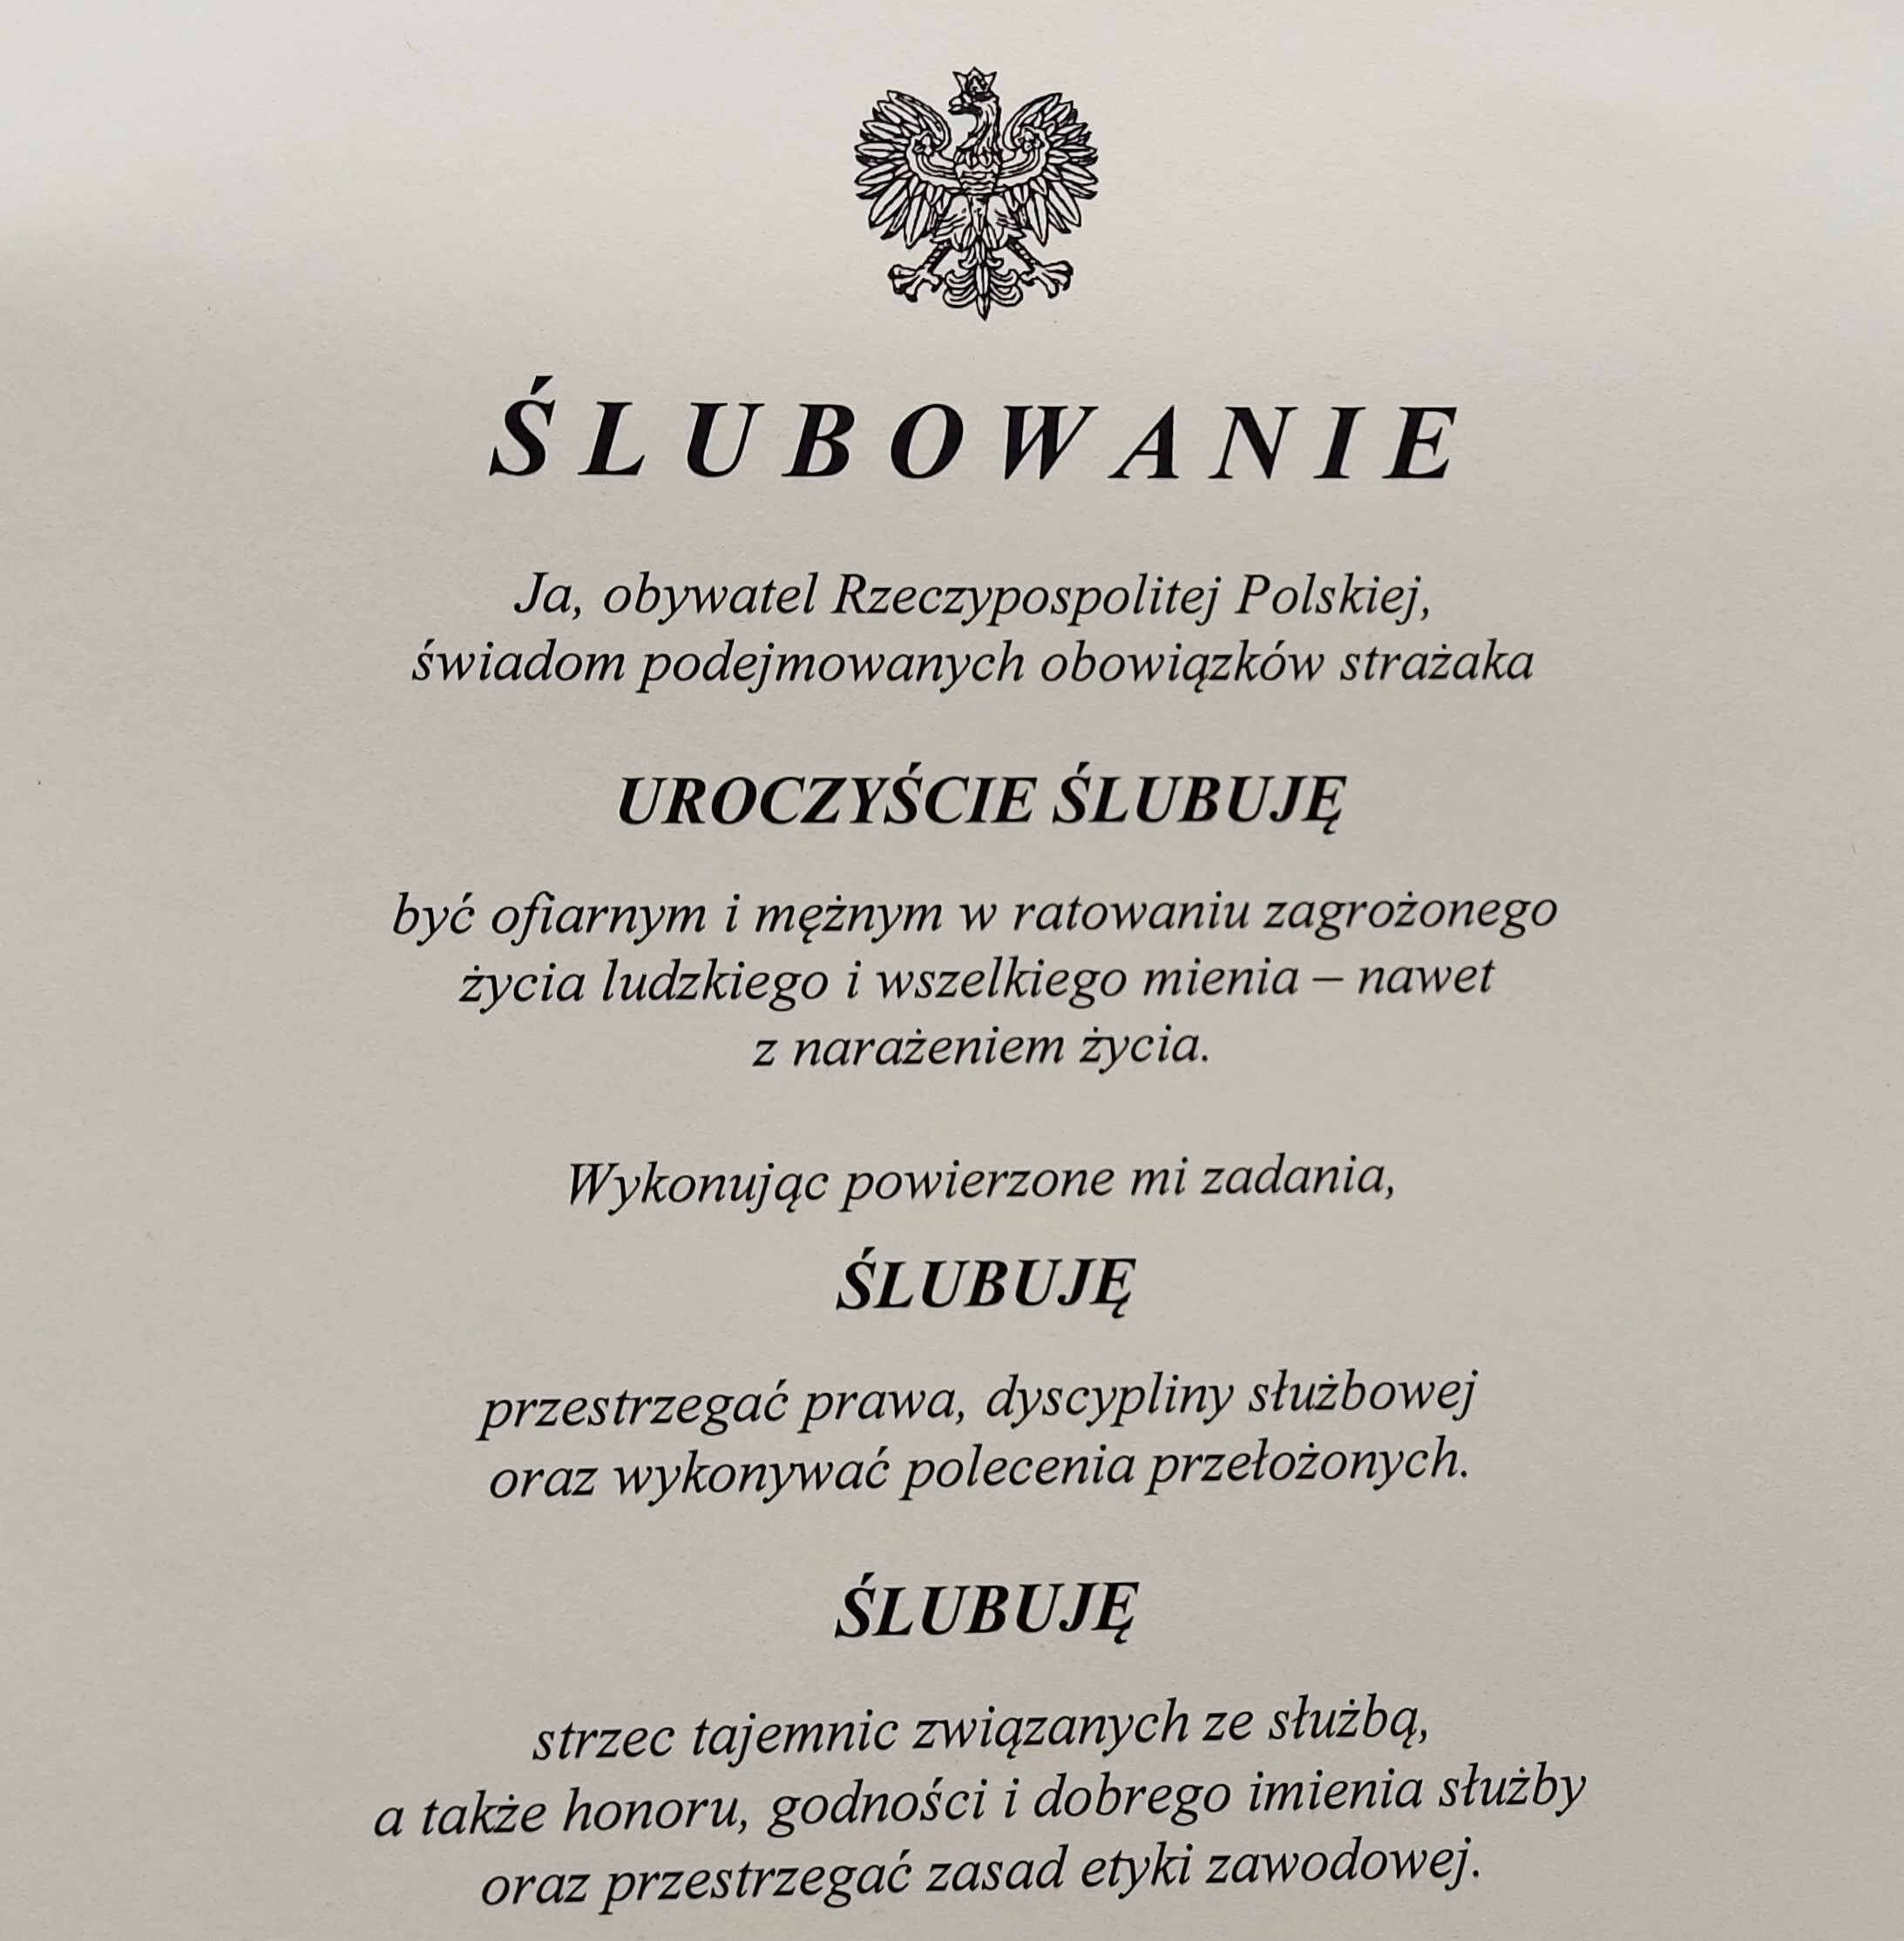 ŚLUBOWANIE
Ja, obywatel Rzeczypospolitej Polskiej,
świadom podejmowanych obowiązków strażaka
UROCZYŚCIE ŚLUBUJĘ
być ofiarnym i mężnym w ratowaniu zagrożonego
życia ludzkiego i wszelkiego mienia – nawet
z narażeniem życia.
Wykonując powierzone mi zadania,
ŚLUBUJĘ
przestrzegać prawa, dyscypliny służbowej
oraz wykonywać polecenia przełożonych.
ŚLUBUJĘ
strzec tajemnic związanych ze służbą,
a także honoru, godności i dobrego imienia służby
oraz przestrzegać zasad etyki zawodowej.